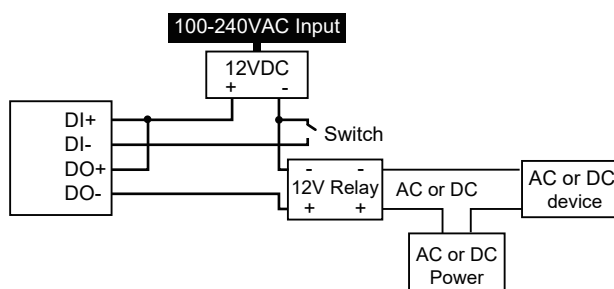 100-240VAC Input
12VDC
+ -
DI+
DI-
DO+
DO-
Switch
- -
12V Relay
+ +
AC or DC
AC or DC
device
AC or DC
Power